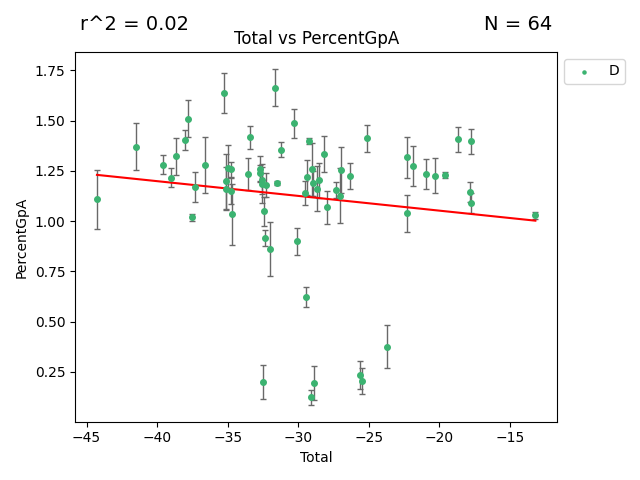 r^2 = 0.02
N = 64
Total vs PercentGpA
D
1.75
1.50
1.25
1.00
0.75
0.50
0.25
PercentGpA
−45
−40
−35
−30
−25
−20
−15
Total